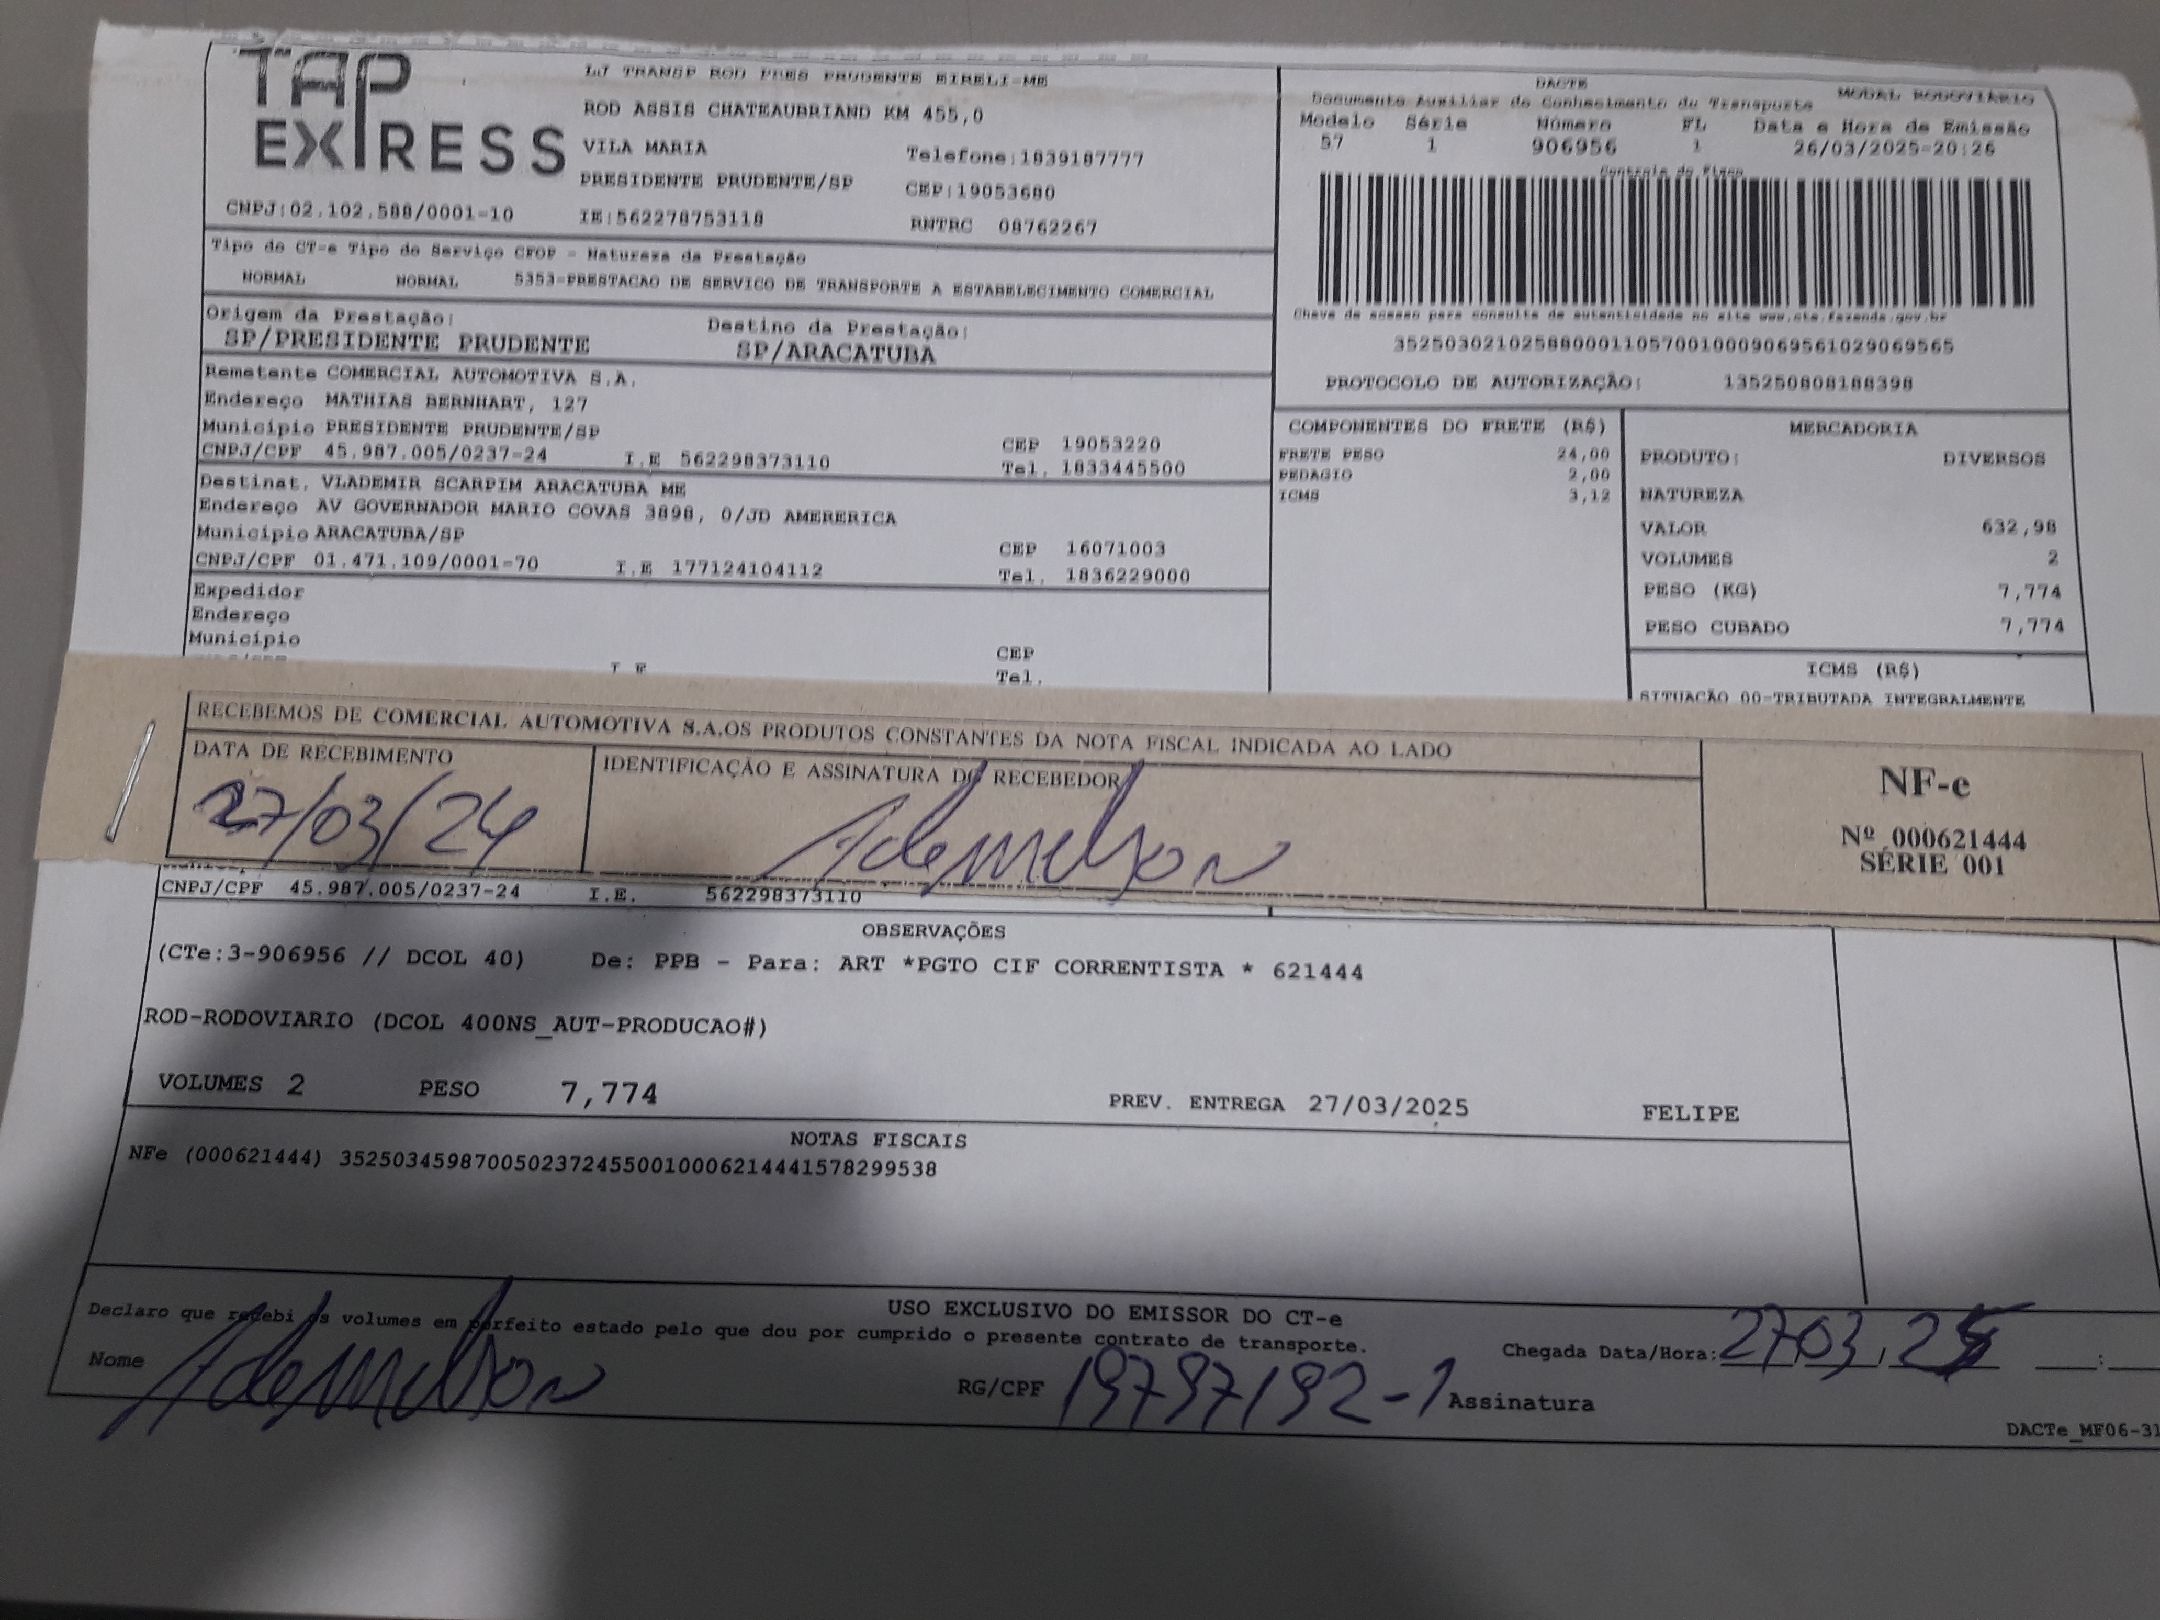 TAP EXPRESS
LJ TRANSP ROD PRES PRUDENTE EIRELI-ME
ROD ASSIS CHATEAUBRIAND KM 455,0
VILA MARIA Telefone:1839187777
PRESIDENTE PRUDENTE/SP CEP:19053680
CNPJ:02.102.588/0001-10 IE:562278753118 RNTRC 08762267
Tipo do CT-e Tipo do Serviço CFOP - Natureza da Prestação
NORMAL NORMAL 5353-PRESTACAO DE SERVICO DE TRANSPORTE A ESTABELECIMENTO COMERCIAL
Origem da Prestação: Destino da Prestação:
SP/PRESIDENTE PRUDENTE SP/ARACATUBA
Remetente COMERCIAL AUTOMOTIVA S.A.
Endereço MATHIAS BERNHART, 127
Município PRESIDENTE PRUDENTE/SP CEP 19053220
CNPJ/CPF 45.987.005/0237-24 I.E 562298373110 Tel. 1833445500
Destinat. VLADEMIR SCARPIM ARACATUBA ME
Endereço AV GOVERNADOR MARIO COVAS 3898, 0/JD AMERERICA
Município ARACATUBA/SP CEP 16071003
CNPJ/CPF 01.471.109/0001-70 I.E 177124104112 Tel. 1836229000
Expedidor
Endereço
Município CEP
I.E Tel.
DACTE MODAL RODOVIÁRIO
Documento Auxiliar do Conhecimento de Transporte
Modelo Série Número FL Data e Hora de Emissão
57 1 906956 1 26/03/2025-20:26
Controle do Fisco
Chave de acesso para consulta de autenticidade no site www.cte.fazenda.gov.br
35250302102588000110570010009069561029069565
PROTOCOLO DE AUTORIZAÇÃO: 135250808188398
COMPONENTES DO FRETE (R$)
FRETE PESO 24,00
PEDAGIO 2,00
ICMS 3,12
MERCADORIA
PRODUTO: DIVERSOS
NATUREZA
VALOR 632,98
VOLUMES 2
PESO (KG) 7,774
PESO CUBADO 7,774
ICMS (R$)
SITUAÇÃO 00-TRIBUTADA INTEGRALMENTE
RECEBEMOS DE COMERCIAL AUTOMOTIVA S.A.OS PRODUTOS CONSTANTES DA NOTA FISCAL INDICADA AO LADO
DATA DE RECEBIMENTO IDENTIFICAÇÃO E ASSINATURA DO RECEBEDOR
27/03/24 Ademelson
NF-e
Nº 000621444
SÉRIE 001
CNPJ/CPF 45.987.005/0237-24 I.E. 562298373110
OBSERVAÇÕES
(CTe:3-906956 // DCOL 40) De: PPB - Para: ART *PGTO CIF CORRENTISTA * 621444
ROD-RODOVIARIO (DCOL 400NS_AUT-PRODUCAO#)
VOLUMES 2 PESO 7,774 PREV. ENTREGA 27/03/2025 FELIPE
NOTAS FISCAIS
NFe (000621444) 35250345987005023724550010006214441578299538
USO EXCLUSIVO DO EMISSOR DO CT-e
Declaro que recebi os volumes em perfeito estado pelo que dou por cumprido o presente contrato de transporte.
Chegada Data/Hora: 27 03 / 25 :
Nome Ademelson RG/CPF 19797192-1 Assinatura
DACTe_MF06-31